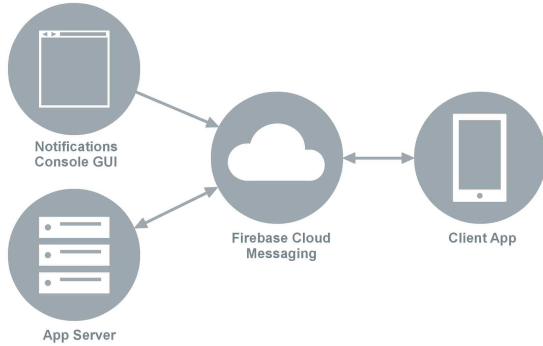 Notifications
Console GUI
Firebase Cloud
Messaging
Client App
App Server